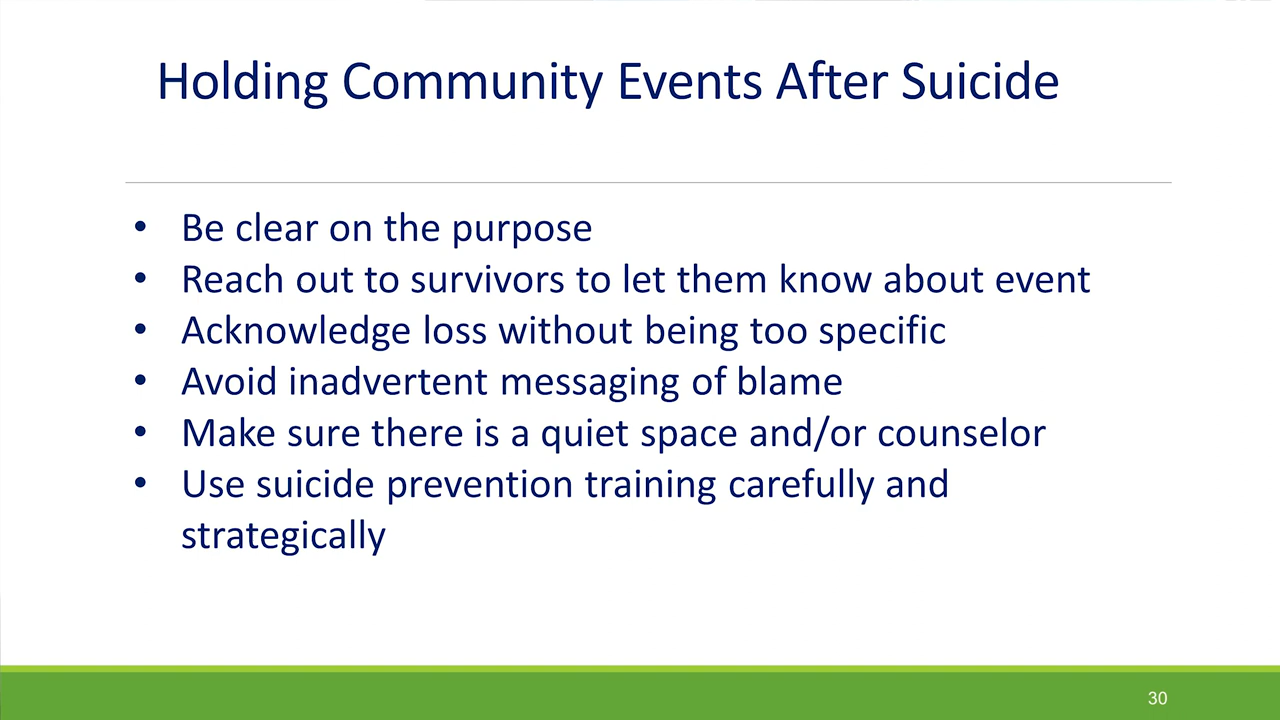 Holding Community Events After Suicide
• Be clear on the purpose
• Reach out to survivors to let them know about event
• Acknowledge loss without being too specific
• Avoid inadvertent messaging of blame
• Make sure there is a quiet space and/or counselor
• Use suicide prevention training carefully and
strategically
30